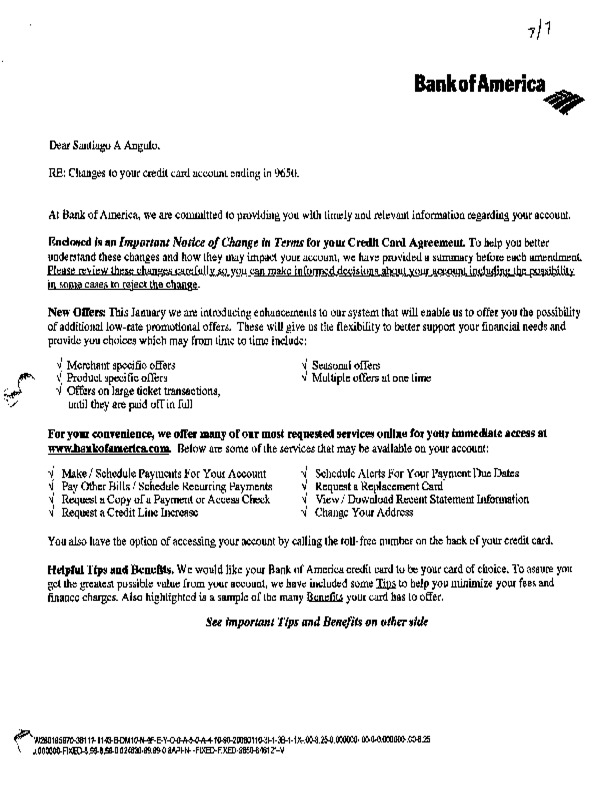 7/7
Bank of America
Dear Santiago A Angulo,
RE: Changes to your credit card account ending in 9650.
At Bank of America, we are committed to providing you with timely and relevant information regarding your account.
Enclosed is an Important Notice of Change in Terms for your Credit Card Agreement. To help you better
understand these changes and how they may impact your account, we have provided a summary before each amendment.
Please review these changes carefully so you can make informed decisions about your account including the possibility
in some cases to reject the change.
New Offers: This January we are introducing enhancements to our system that will enable us to offer you the possibility
of additional low-rate promotional offers. These will give us the flexibility to better support your financial needs and
provide you choices which may from time to time include:
√ Merchant specific offers
√ Product specific offers
√ Offers on large ticket transactions,
until they are paid off in full
√ Seasonal offers
√ Multiple offers at one time
For your convenience, we offer many of our most requested services online for your immediate access at
www.bankofamerica.com. Below are some of the services that may be available on your account:
√ Make / Schedule Payments For Your Account
√ Pay Other Bills / Schedule Recurring Payments
√ Request a Copy of a Payment or Access Check
√ Request a Credit Line Increase
√ Schedule Alerts For Your Payment Due Dates
√ Request a Replacement Card
√ View / Download Recent Statement Information
√ Change Your Address
You also have the option of accessing your account by calling the toll-free number on the back of your credit card.
Helpful Tips and Benefits. We would like your Bank of America credit card to be your card of choice. To assure you
get the greatest possible value from your account, we have included some Tips to help you minimize your fees and
finance charges. Also highlighted is a sample of the many Benefits your card has to offer.
See Important Tips and Benefits on other side